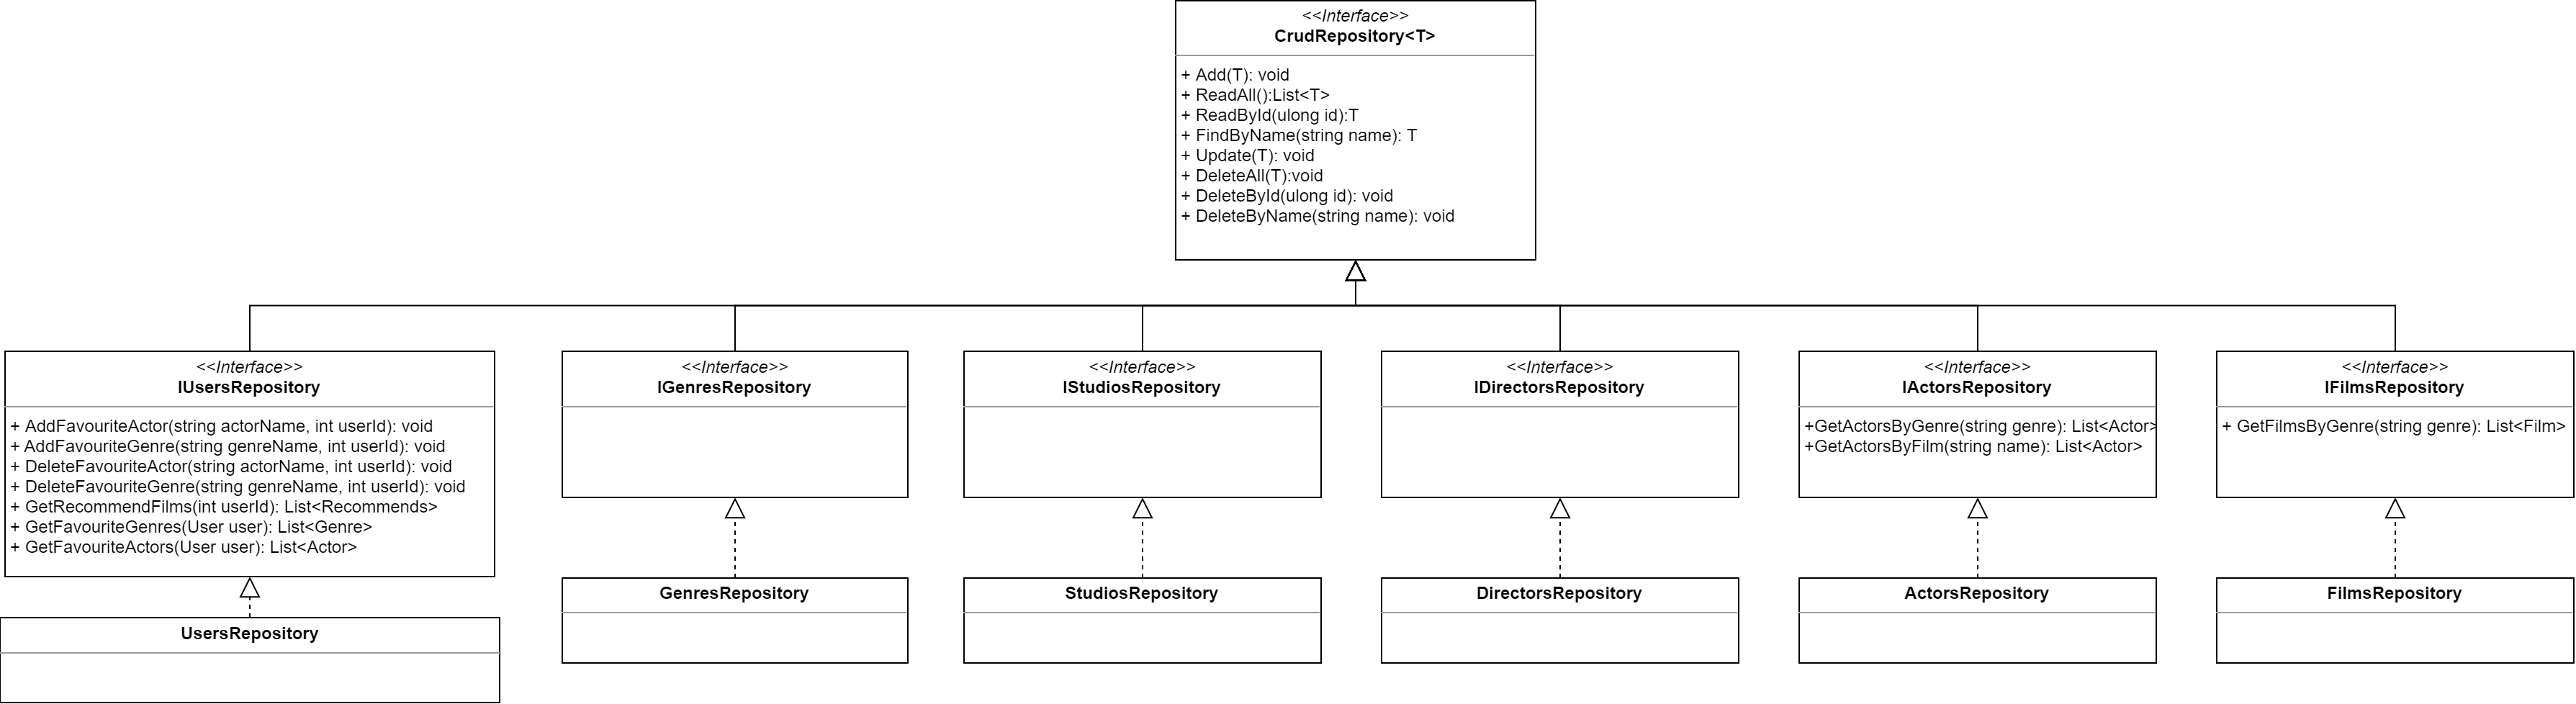 <<Interface>>
CrudRepository<T>
+ Add(T): void
+ ReadAll():List<T>
+ ReadById(ulong id):T
+ FindByName(string name): T
+ Update(T): void
+ DeleteAll(T):void
+ DeleteById(ulong id): void
+ DeleteByName(string name): void
<<Interface>>
IUsersRepository
+ AddFavouriteActor(string actorName, int userId): void
+ AddFavouriteGenre(string genreName, int userId): void
+ DeleteFavouriteActor(string actorName, int userId): void
+ DeleteFavouriteGenre(string genreName, int userId): void
+ GetRecommendFilms(int userId): List<Recommends>
+ GetFavouriteGenres(User user): List<Genre>
+ GetFavouriteActors(User user): List<Actor>
<<Interface>>
IGenresRepository
<<Interface>>
IStudiosRepository
<<Interface>>
IDirectorsRepository
<<Interface>>
IActorsRepository
+GetActorsByGenre(string genre): List<Actor>
+GetActorsByFilm(string name): List<Actor>
<<Interface>>
IFilmsRepository
+ GetFilmsByGenre(string genre): List<Film>
UsersRepository
GenresRepository
StudiosRepository
DirectorsRepository
ActorsRepository
FilmsRepository